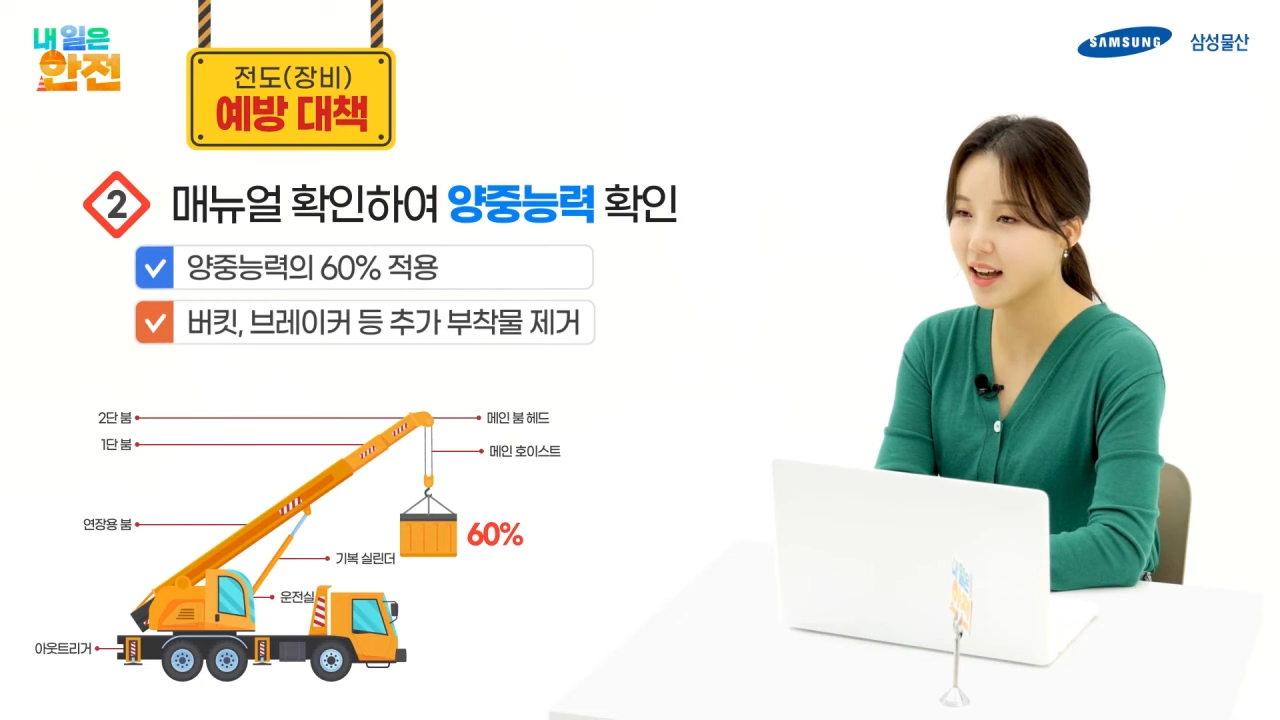 내 일은
안전
SAMSUNG 삼성물산
전도(장비)
예방 대책
2 매뉴얼 확인하여 양중능력 확인
양중능력의 60% 적용
버킷, 브레이커 등 추가 부착물 제거
2단 붐
메인 붐 헤드
1단 붐
메인 호이스트
연장용 붐
60%
기복 실린더
운전실
아웃트리거